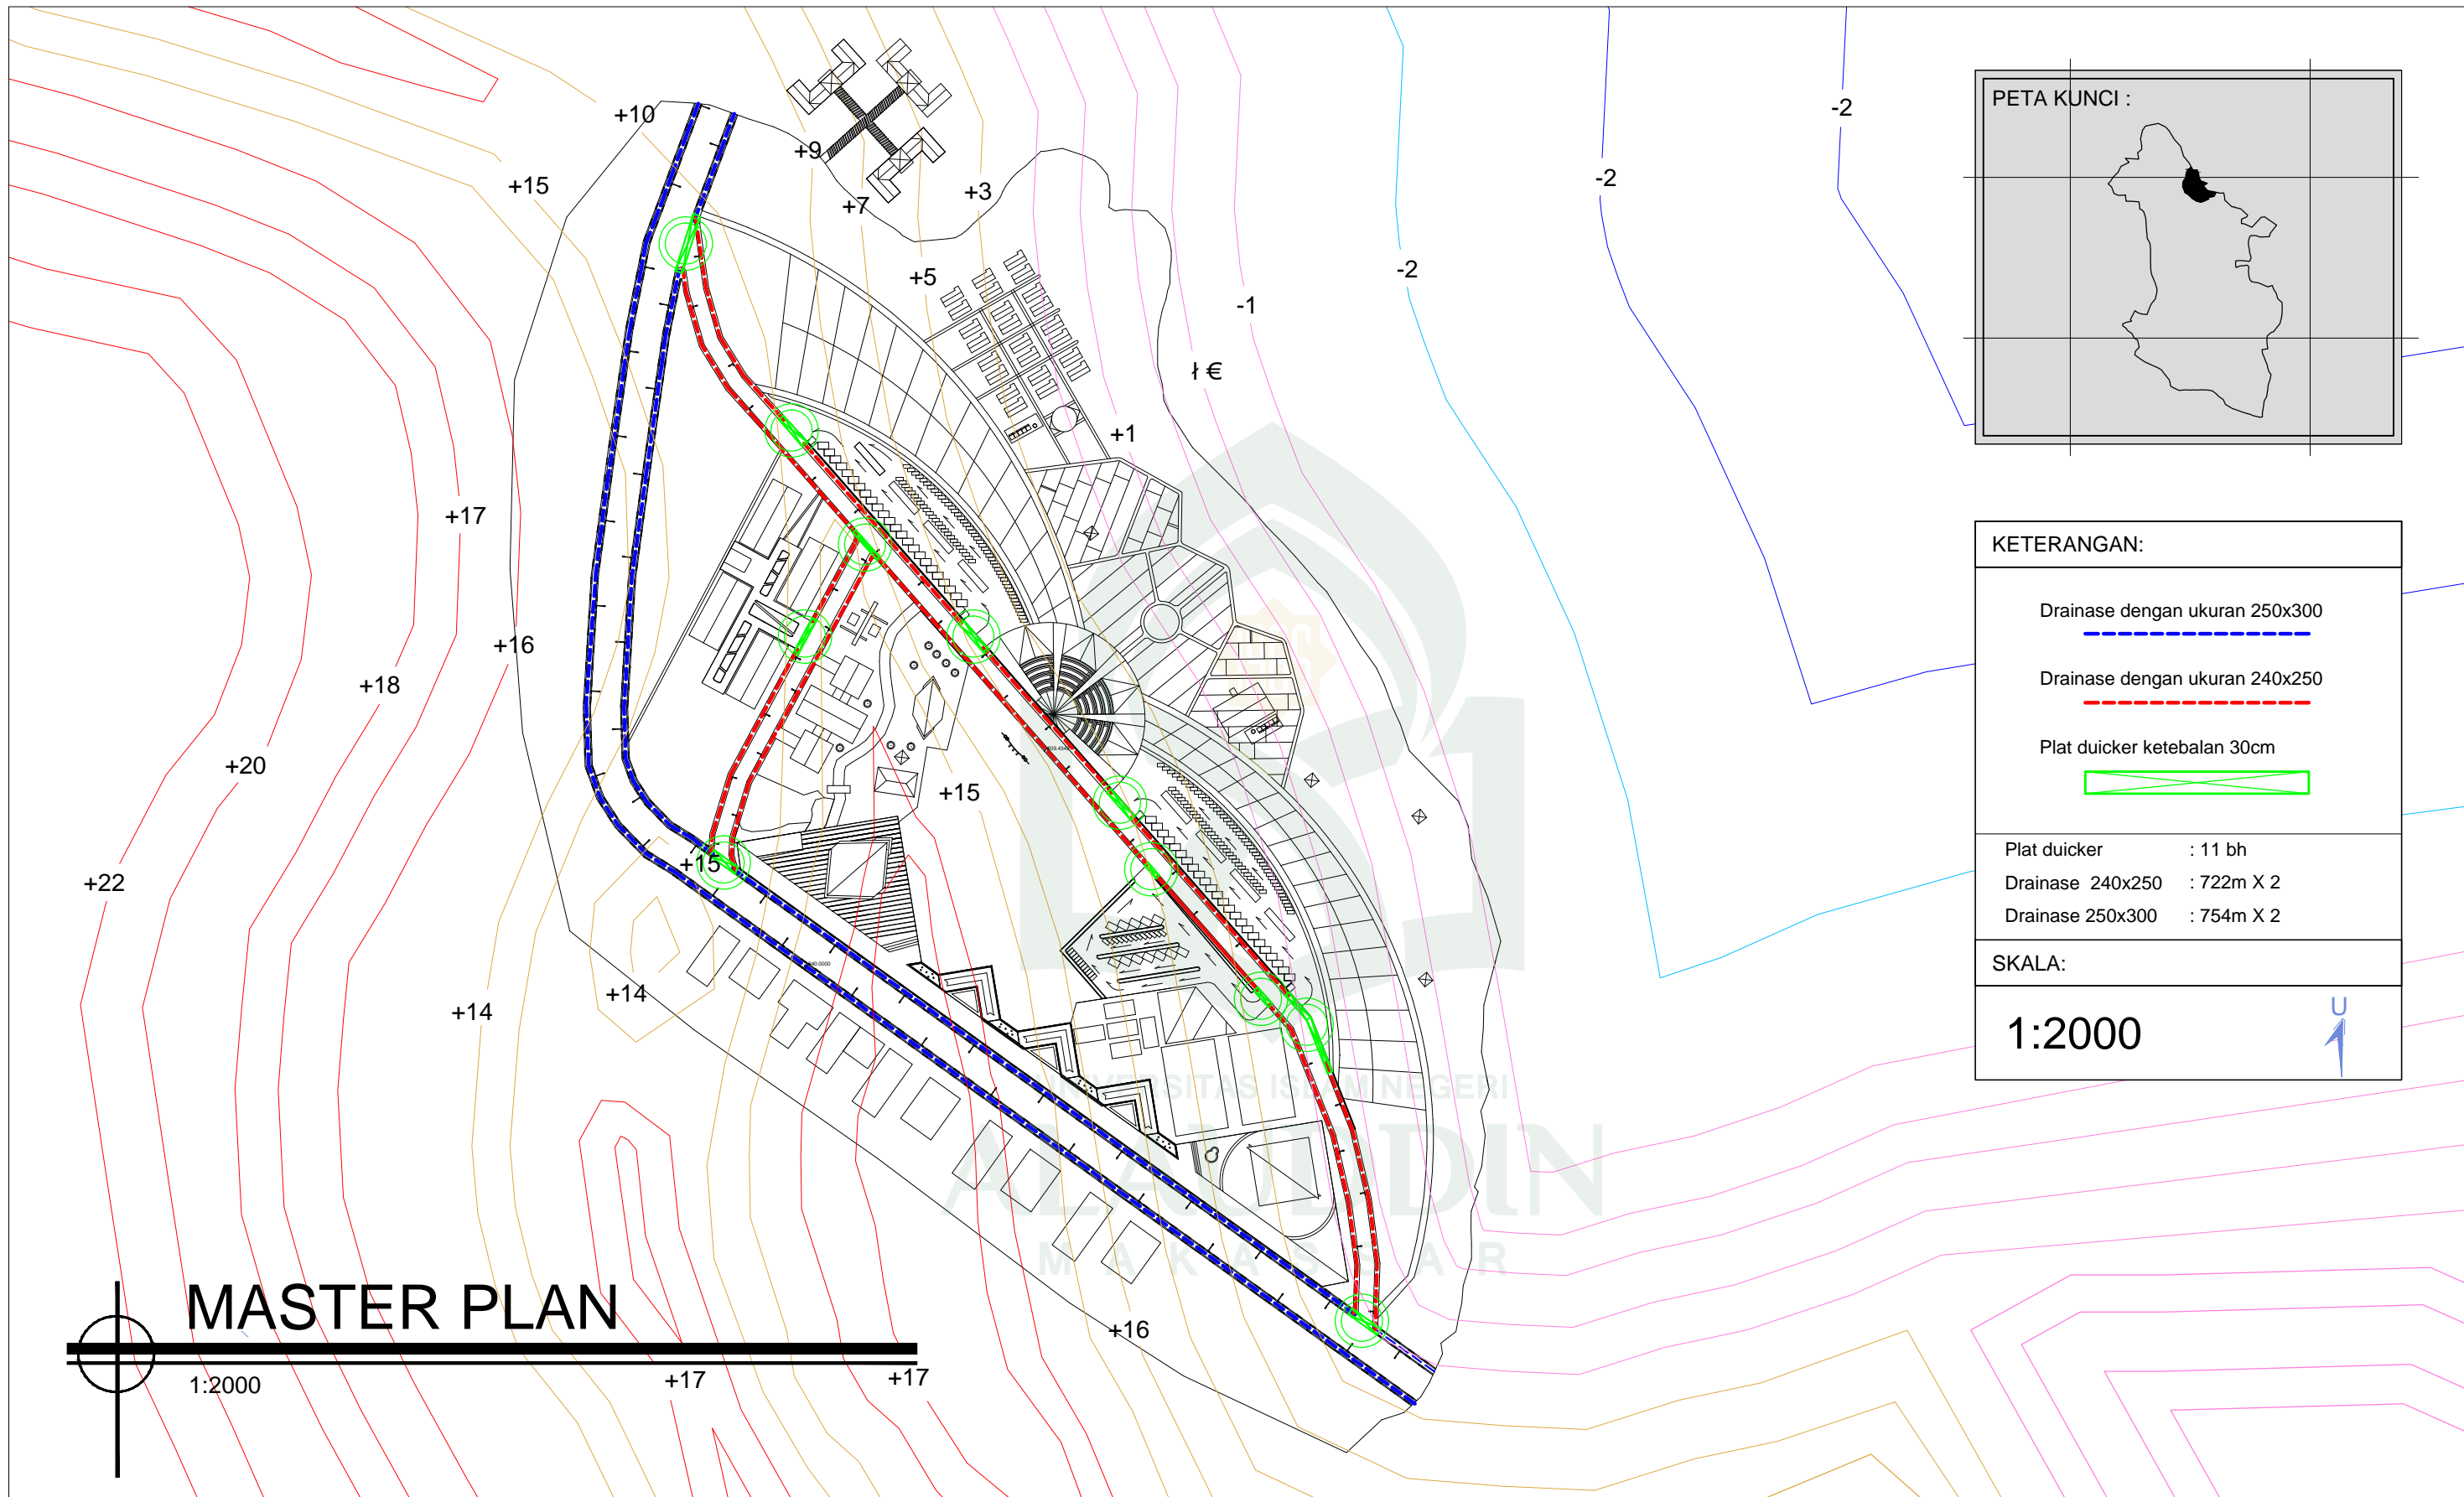 +10
+15
+9
+7
+3
+5
-1
-2
-2
-2
ł €
+1
+17
+16
+18
+20
+22
+15
+15
+14
+14
+16
+17
+17
PETA KUNCI :
KETERANGAN:
Drainase dengan ukuran 250x300
Drainase dengan ukuran 240x250
Plat duicker ketebalan 30cm
Plat duicker : 11 bh
Drainase 240x250 : 722m X 2
Drainase 250x300 : 754m X 2
SKALA:
1:2000
U
UNIVERSITAS ISLAM NEGERI
ALAUDDIN
MAKASSAR
MASTER PLAN
1:2000